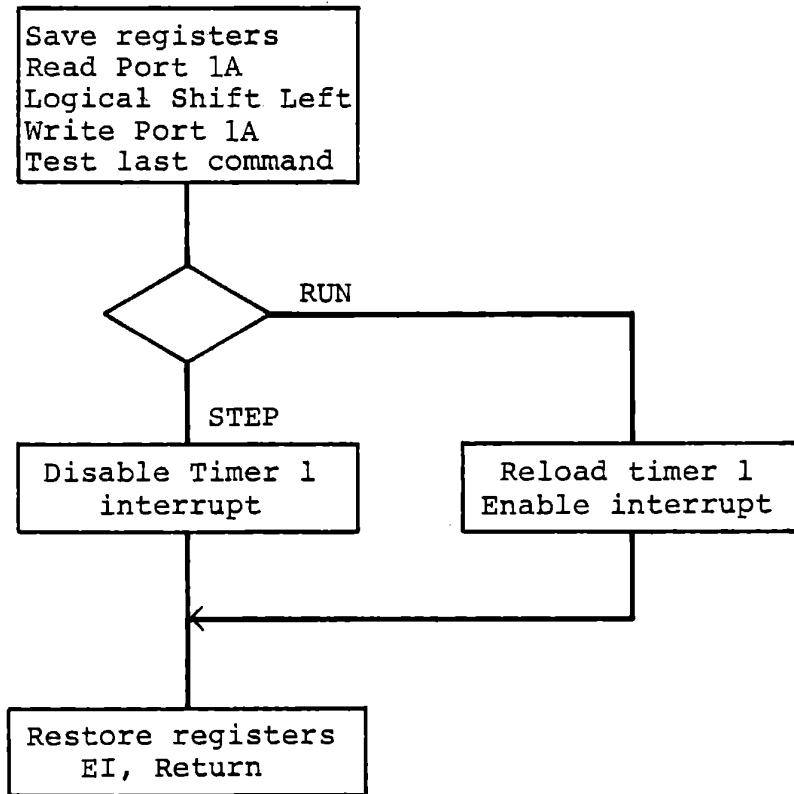 Save registers
Read Port 1A
Logical Shift Left
Write Port 1A
Test last command
RUN
STEP
Disable Timer 1
interrupt
Reload timer 1
Enable interrupt
Restore registers
EI, Return